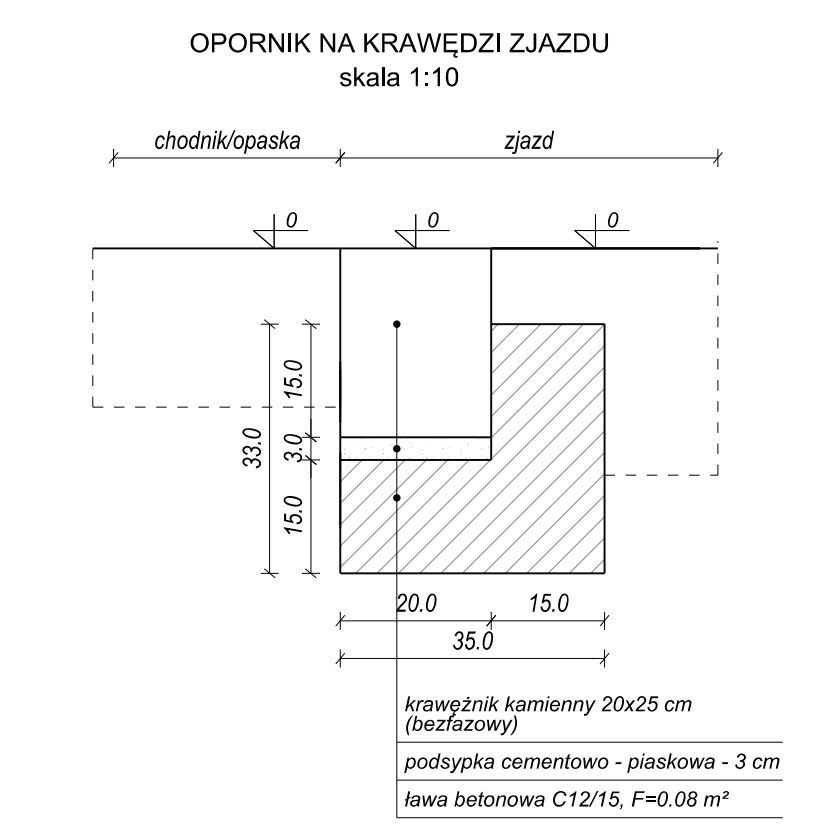 OPORNIK NA KRAWĘDZI ZJAZDU
skala 1:10
chodnik/opaska
zjazd
0
0
0
15.0
33.0
3.0
15.0
20.0
15.0
35.0
krawężnik kamienny 20x25 cm
(bezfazowy)
podsypka cementowo - piaskowa - 3 cm
ława betonowa C12/15, F=0.08 m²